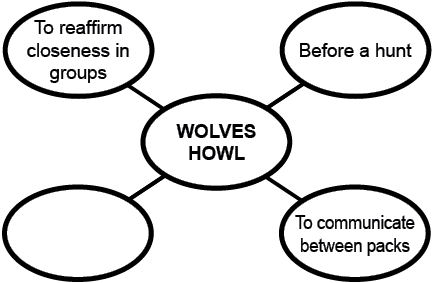 To reaffirm
closeness in
groups
Before a hunt
WOLVES
HOWL
To communicate
between packs